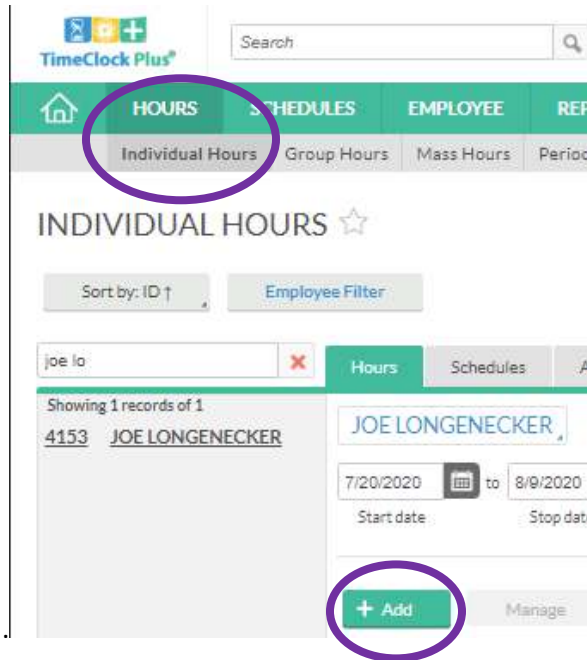 TimeClock Plus®
Search
HOURS SCHEDULES EMPLOYEE
Individual Hours Group Hours Mass Hours
INDIVIDUAL HOURS
Sort by: ID ↑ Employee Filter
joe lo
Hours Schedules
Showing 1 records of 1
4153 JOE LONGENECKER
JOE LONGENECKER
7/20/2020 to 8/9/2020
Start date Stop
+ Add Manage
.